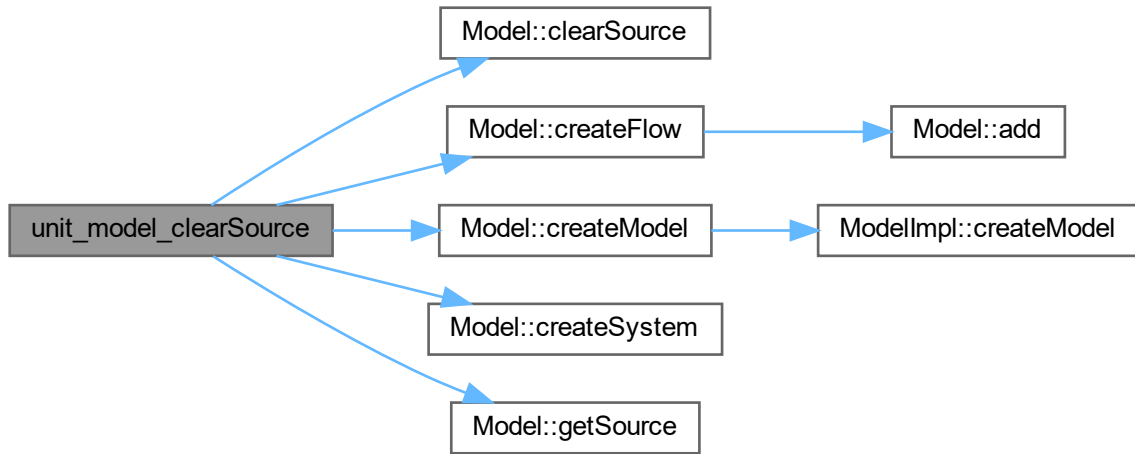 Model::clearSource
Model::createFlow
Model::add
unit_model_clearSource
Model::createModel
ModelImpl::createModel
Model::createSystem
Model::getSource